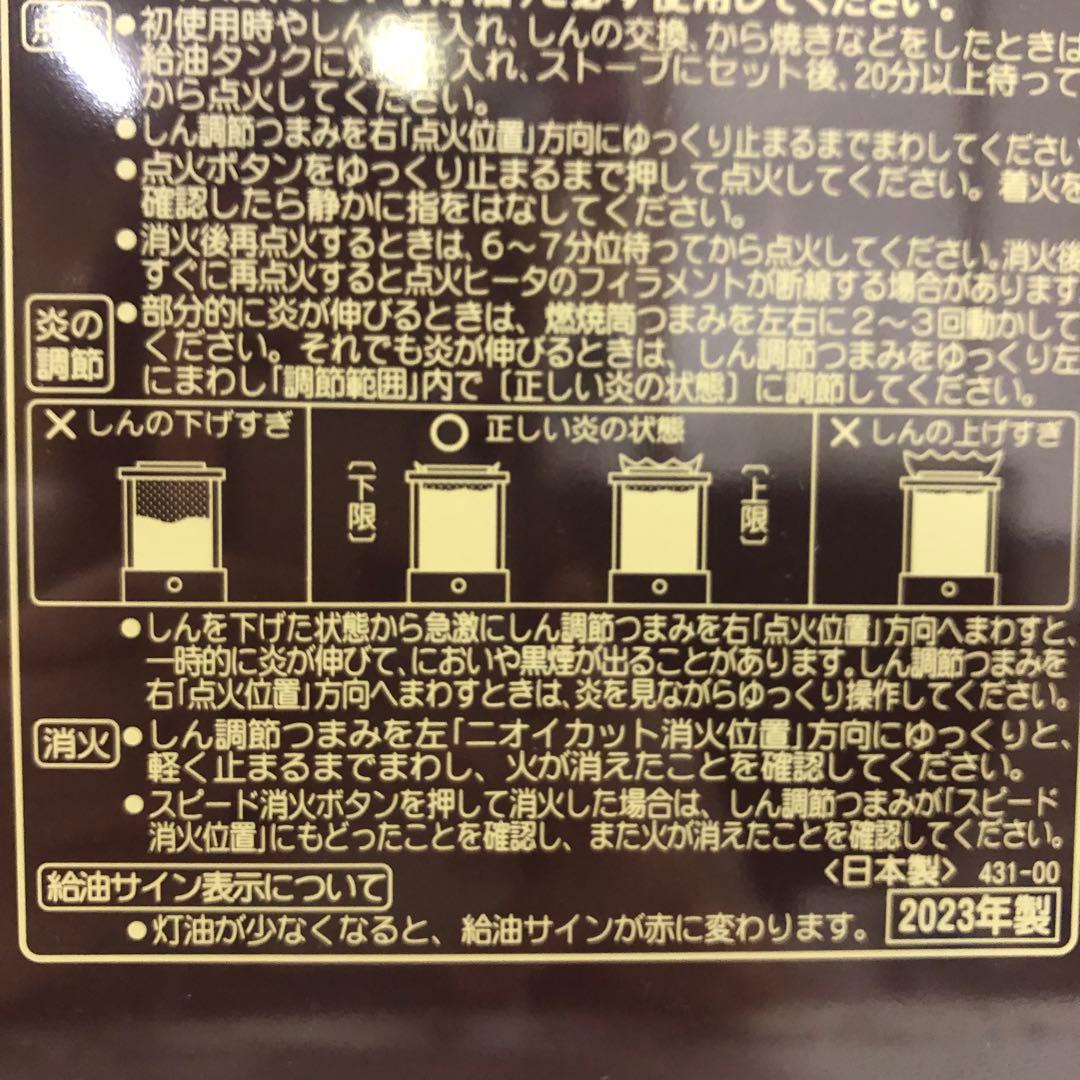 使用してください。
点
●初使用時やしんの手入れ、しんの交換、から焼きなどをしたときは
給油タンクに灯 入れ、ストーブにセット後、20分以上待って
から点火してください。
●しん調節つまみを右「点火位置」方向にゆっくり止まるまでまわしてください
●点火ボタンをゆっくり止まるまで押して点火してください。着火を
確認したら静かに指をはなしてください。
●消火後再点火するときは、6～7分位待ってから点火してください。消火後
すぐに再点火すると点火ヒータのフィラメントが断線する場合があります
炎の
調節
●部分的に炎が伸びるときは、燃焼筒つまみを左右に2～3回動かして
ください。それでも炎が伸びるときは、しん調節つまみをゆっくり左
にまわし「調節範囲」内で〔正しい炎の状態〕に調節してください。
×しんの下げすぎ
○ 正しい炎の状態
×しんの上げすぎ
〔下限〕
〔上限〕
●しんを下げた状態から急激にしん調節つまみを右「点火位置」方向へまわすと、
一時的に炎が伸びて、においや黒煙が出ることがあります。しん調節つまみを
右「点火位置」方向へまわすときは、炎を見ながらゆっくり操作してください。
消火
●しん調節つまみを左「ニオイカット消火位置」方向にゆっくりと、
軽く止まるまでまわし、火が消えたことを確認してください。
●スピード消火ボタンを押して消火した場合は、しん調節つまみが「スピード
消火位置」にもどったことを確認し、また火が消えたことを確認してください。
〈日本製〉 431-00
給油サイン表示について
●灯油が少なくなると、給油サインが赤に変わります。
2023年製